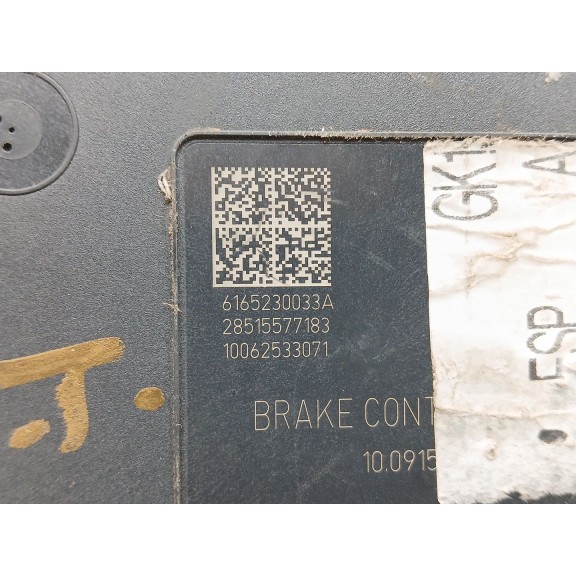 6165230033A
28515577183
10062533071
BRAKE CONT
10.0915
GK1
A
ESP